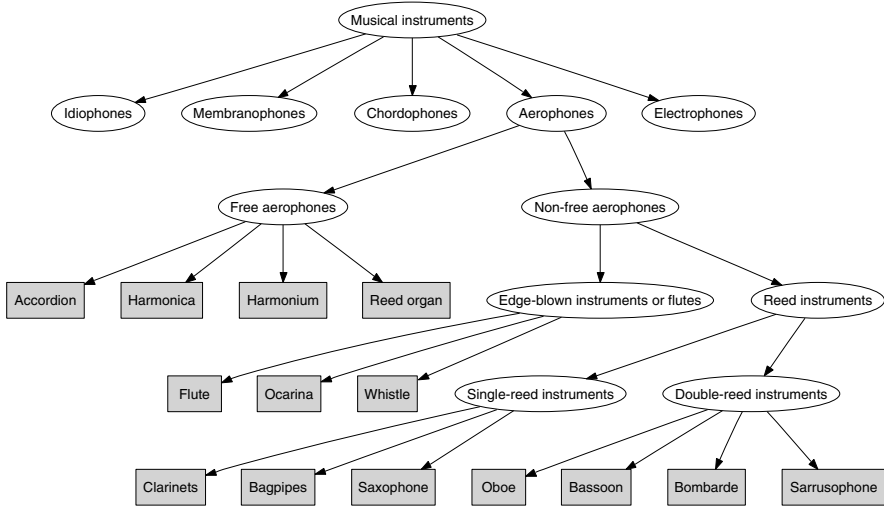 Musical instruments
Idiophones
Membranophones
Chordophones
Aerophones
Electrophones
Free aerophones
Non-free aerophones
Accordion
Harmonica
Harmonium
Reed organ
Edge-blown instruments or flutes
Reed instruments
Flute
Ocarina
Whistle
Single-reed instruments
Double-reed instruments
Clarinets
Bagpipes
Saxophone
Oboe
Bassoon
Bombarde
Sarrusophone